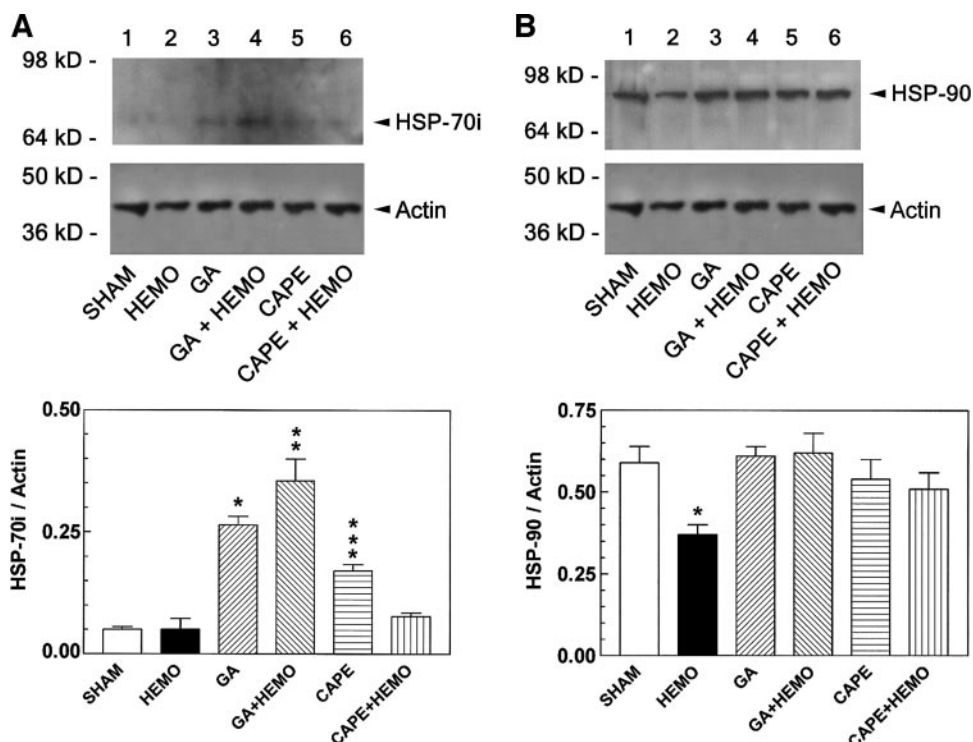 A
1 2 3 4 5 6
98 kD -
HSP-70i
64 kD -
50 kD -
Actin
36 kD -
SHAM
HEMO
GA
GA + HEMO
CAPE
CAPE + HEMO
HSP-70i / Actin
0.50
0.25
0.00
*
**
***
SHAM
HEMO
GA
GA+HEMO
CAPE
CAPE+HEMO
B
1 2 3 4 5 6
98 kD -
HSP-90
64 kD -
50 kD -
Actin
36 kD -
SHAM
HEMO
GA
GA + HEMO
CAPE
CAPE + HEMO
HSP-90 / Actin
0.75
0.50
0.25
0.00
*
SHAM
HEMO
GA
GA+HEMO
CAPE
CAPE+HEMO